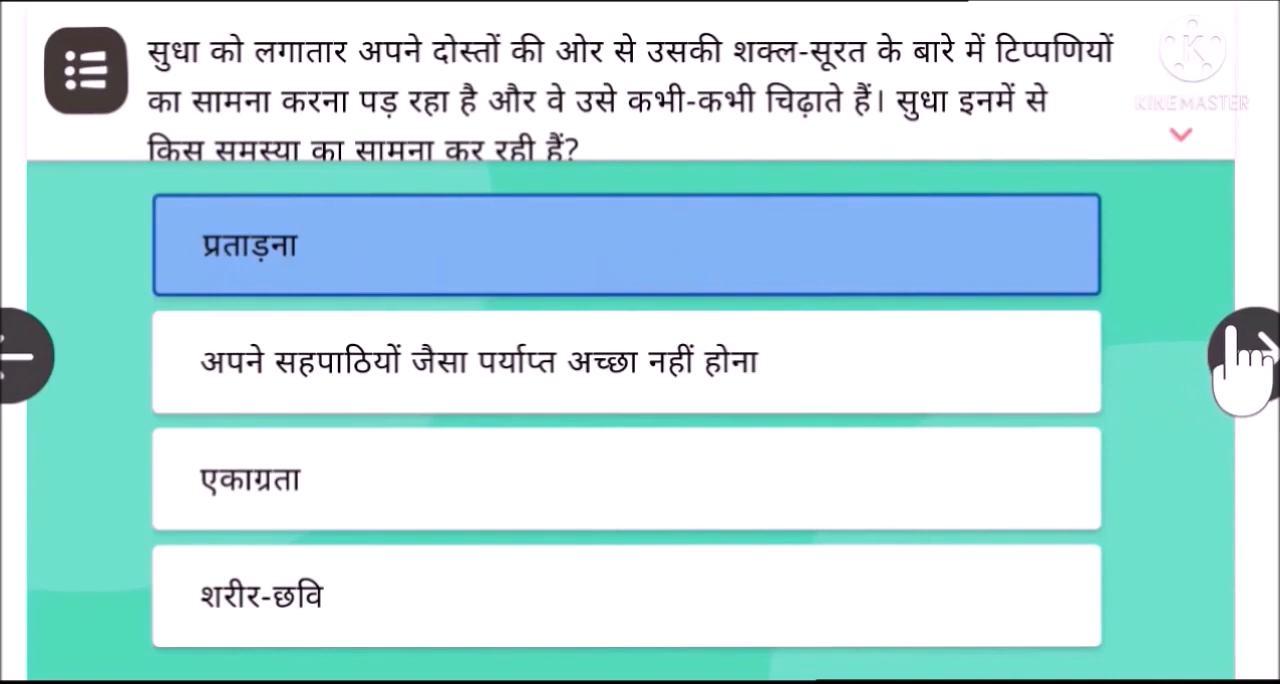 सुधा को लगातार अपने दोस्तों की ओर से उसकी शक्ल-सूरत के बारे में टिप्पणियों
का सामना करना पड़ रहा है और वे उसे कभी-कभी चिढ़ाते हैं। सुधा इनमें से
किस समस्या का सामना कर रही हैं?
K
KINEMASTER
प्रताड़ना
अपने सहपाठियों जैसा पर्याप्त अच्छा नहीं होना
एकाग्रता
शरीर-छवि